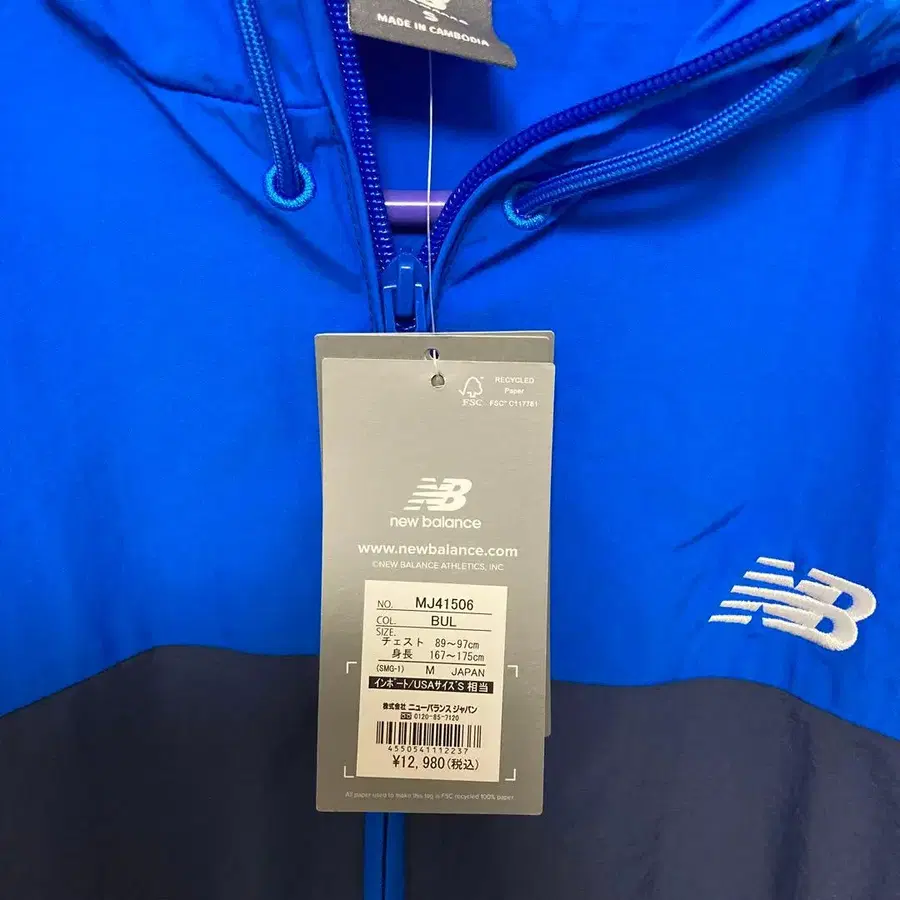 S
MADE IN CAMBODIA
FSC
RECYCLED
Paper
FSC® C117781
NB
new balance
www.newbalance.com
©NEW BALANCE ATHLETICS, INC
NO. MJ41506
COL. BUL
SIZE.
チェスト 89～97cm
身長 167～175cm
(SMG-1) M JAPAN
インポート/USAサイズS 相当
株式会社 ニューバランス ジャパン
0120-85-7120
4550541112237
¥12,980(税込)
All paper used to make this tag is FSC recycled 100% paper.
NB